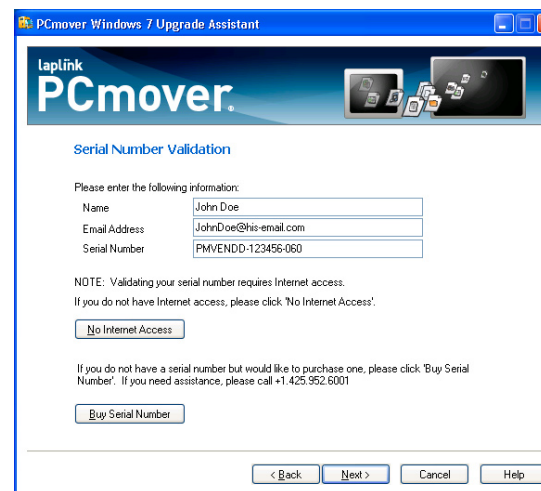 PCmover Windows 7 Upgrade Assistant
laplink
PCmover.
Serial Number Validation
Please enter the following information:
Name John Doe
Email Address JohnDoe@his-email.com
Serial Number PMVENDD-123456-060
NOTE: Validating your serial number requires Internet access.
If you do not have Internet access, please click 'No Internet Access'.
No Internet Access
If you do not have a serial number but would like to purchase one, please click 'Buy Serial
Number'. If you need assistance, please call +1.425.952.6001
Buy Serial Number
< Back Next > Cancel Help